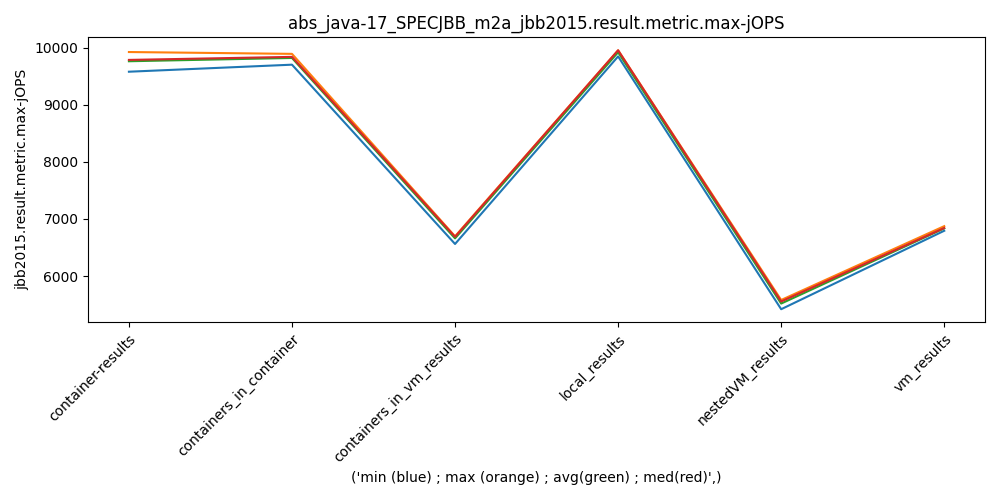 abs_java-17_SPECJBB_m2a_jbb2015.result.metric.max-jOPS
jbb2015.result.metric.max-jOPS
10000
9000
8000
7000
6000
container-results
containers_in_container
containers_in_vm_results
local_results
nestedVM_results
vm_results
('min (blue) ; max (orange) ; avg(green) ; med(red)',)